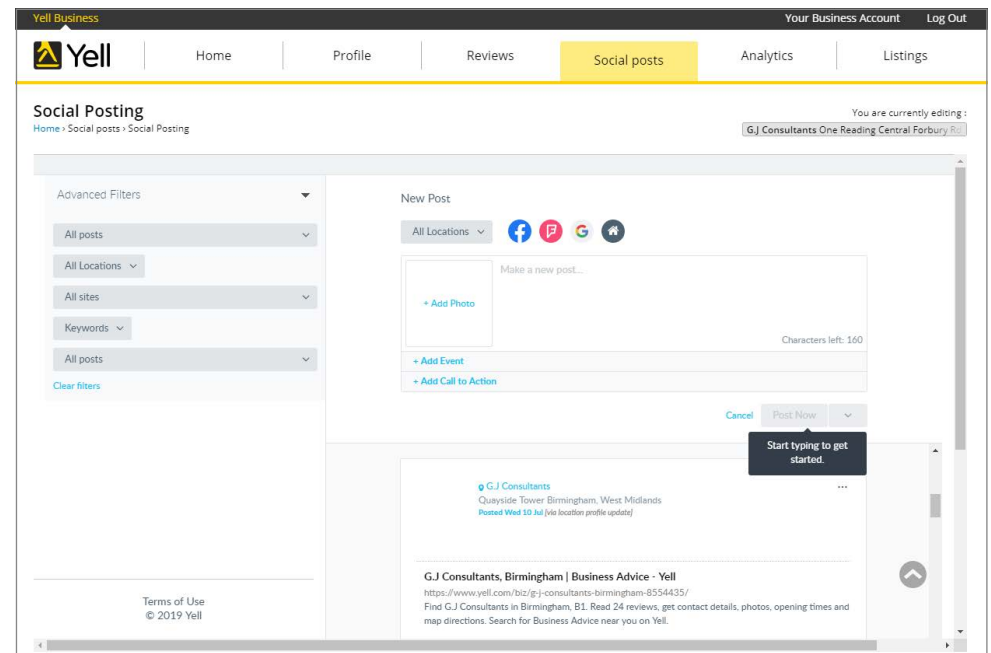 Yell Business
Your Business Account Log Out
Yell
Home Profile Reviews Social posts Analytics Listings
Social Posting
Home › Social posts › Social Posting
You are currently editing :
G.J Consultants One Reading Central Forbury Rd
Advanced Filters
All posts
All Locations
All sites
Keywords
All posts
Clear filters
New Post
All Locations
Make a new post...
+ Add Photo
Characters left: 160
+ Add Event
+ Add Call to Action
Cancel Post Now
Start typing to get
started.
G.J Consultants
...
Quayside Tower Birmingham, West Midlands
Posted Wed 10 Jul [via location profile update]
G.J Consultants, Birmingham | Business Advice - Yell
https://www.yell.com/biz/g-j-consultants-birmingham-8554435/
Find G.J Consultants in Birmingham, B1. Read 24 reviews, get contact details, photos, opening times and
map directions. Search for Business Advice near you on Yell.
Terms of Use
© 2019 Yell